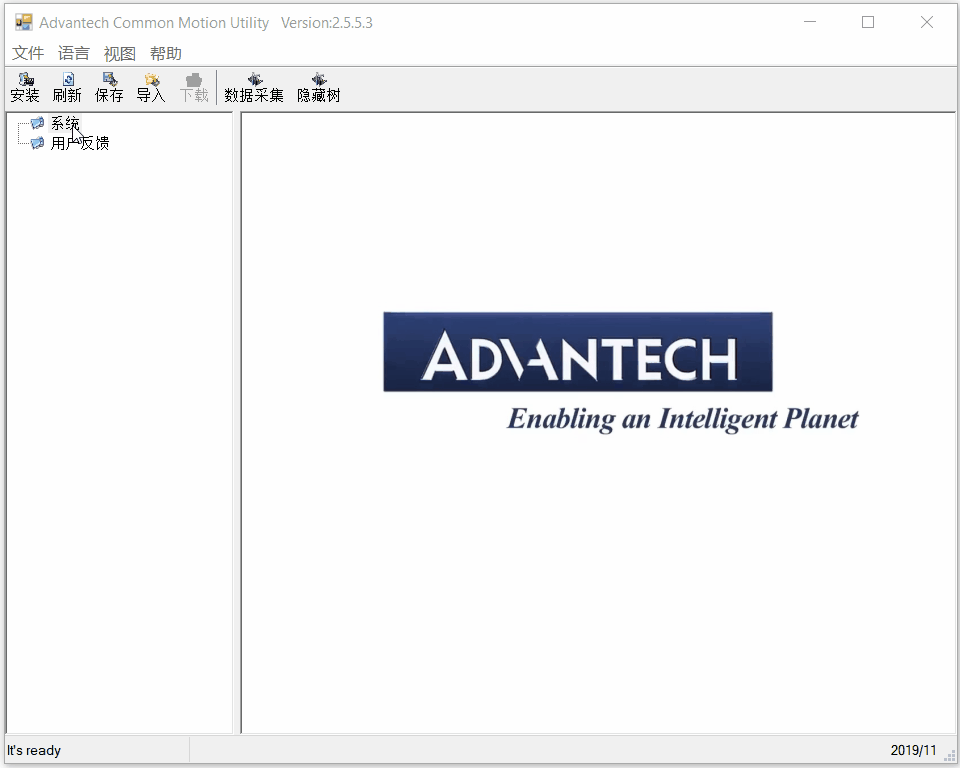 Advantech Common Motion Utility Version:2.5.5.3
文件 语言 视图 帮助
安装 刷新 保存 导入 下载 数据采集 隐藏树
系统
用户反馈
ADVANTECH
Enabling an Intelligent Planet
It's ready 2019/11